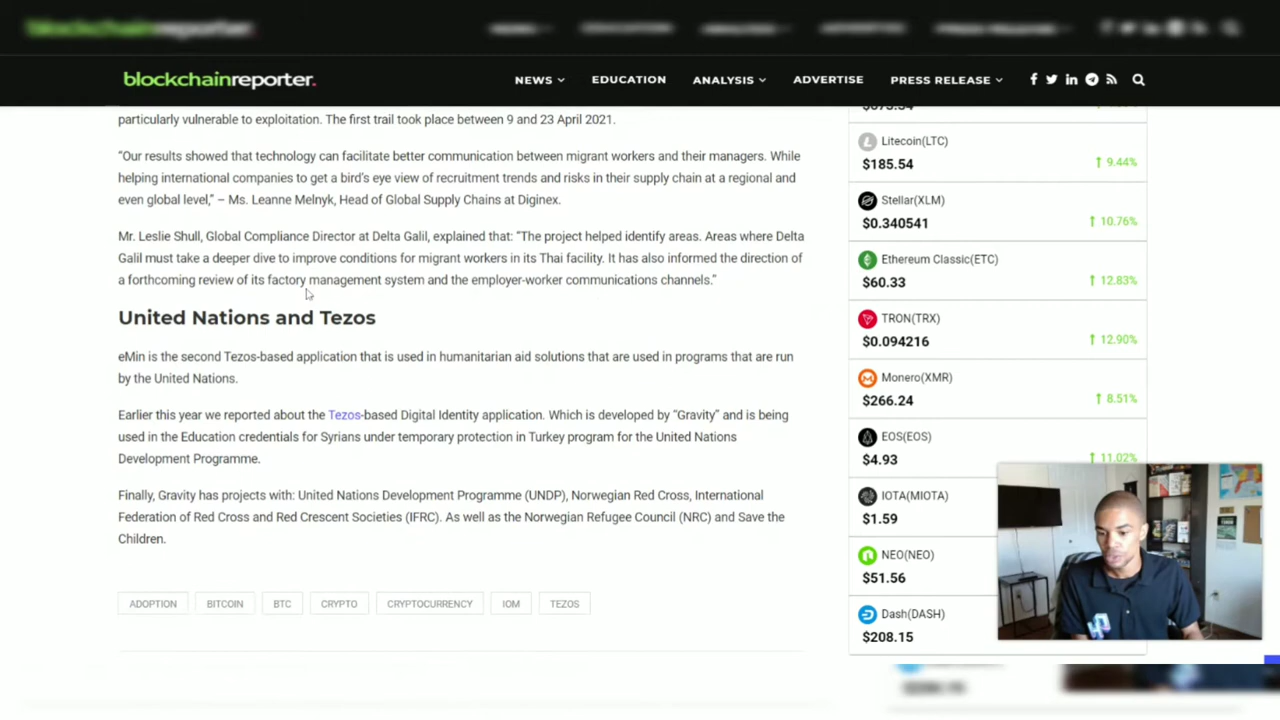 blockchainreporter.
NEWS
EDUCATION
ANALYSIS
ADVERTISE
PRESS RELEASE
particularly vulnerable to exploitation. The first trail took place between 9 and 23 April 2021.
“Our results showed that technology can facilitate better communication between migrant workers and their managers. While
helping international companies to get a bird’s eye view of recruitment trends and risks in their supply chain at a regional and
even global level,” – Ms. Leanne Melnyk, Head of Global Supply Chains at Diginex.
Mr. Leslie Shull, Global Compliance Director at Delta Galil, explained that: “The project helped identify areas. Areas where Delta
Galil must take a deeper dive to improve conditions for migrant workers in its Thai facility. It has also informed the direction of
a forthcoming review of its factory management system and the employer-worker communications channels.”
United Nations and Tezos
eMin is the second Tezos-based application that is used in humanitarian aid solutions that are used in programs that are run
by the United Nations.
Earlier this year we reported about the Tezos-based Digital Identity application. Which is developed by “Gravity” and is being
used in the Education credentials for Syrians under temporary protection in Turkey program for the United Nations
Development Programme.
Finally, Gravity has projects with: United Nations Development Programme (UNDP), Norwegian Red Cross, International
Federation of Red Cross and Red Crescent Societies (IFRC). As well as the Norwegian Refugee Council (NRC) and Save the
Children.
ADOPTION
BITCOIN
BTC
CRYPTO
CRYPTOCURRENCY
IOM
TEZOS
Litecoin(LTC)
$185.54
9.44%
Stellar(XLM)
$0.340541
10.76%
Ethereum Classic(ETC)
$60.33
12.83%
TRON(TRX)
$0.094216
12.90%
Monero(XMR)
$266.24
8.51%
EOS(EOS)
$4.93
11.02%
IOTA(MIOTA)
$1.59
NEO(NEO)
$51.56
Dash(DASH)
$208.15